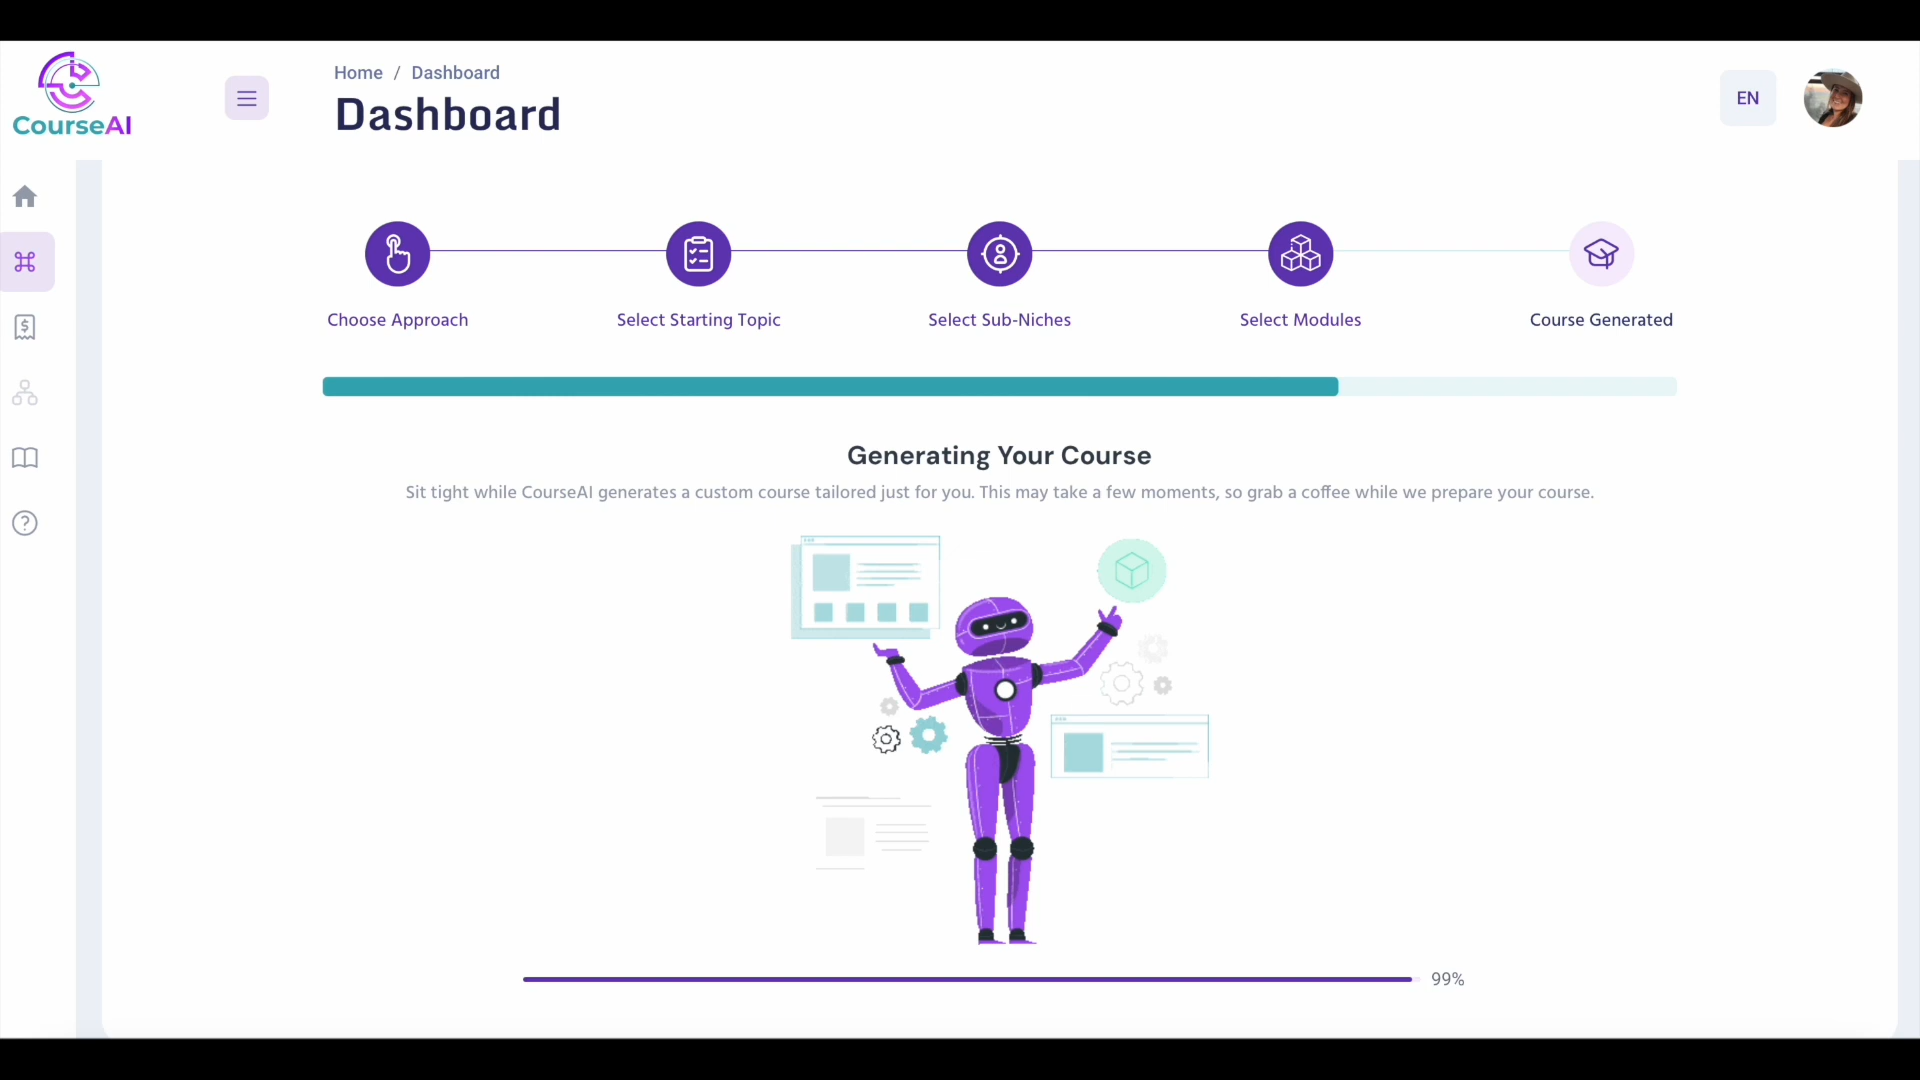 CourseAI
Home / Dashboard
Dashboard
EN
Choose Approach
Select Starting Topic
Select Sub-Niches
Select Modules
Course Generated
Generating Your Course
Sit tight while CourseAI generates a custom course tailored just for you. This may take a few moments, so grab a coffee while we prepare your course.
99%